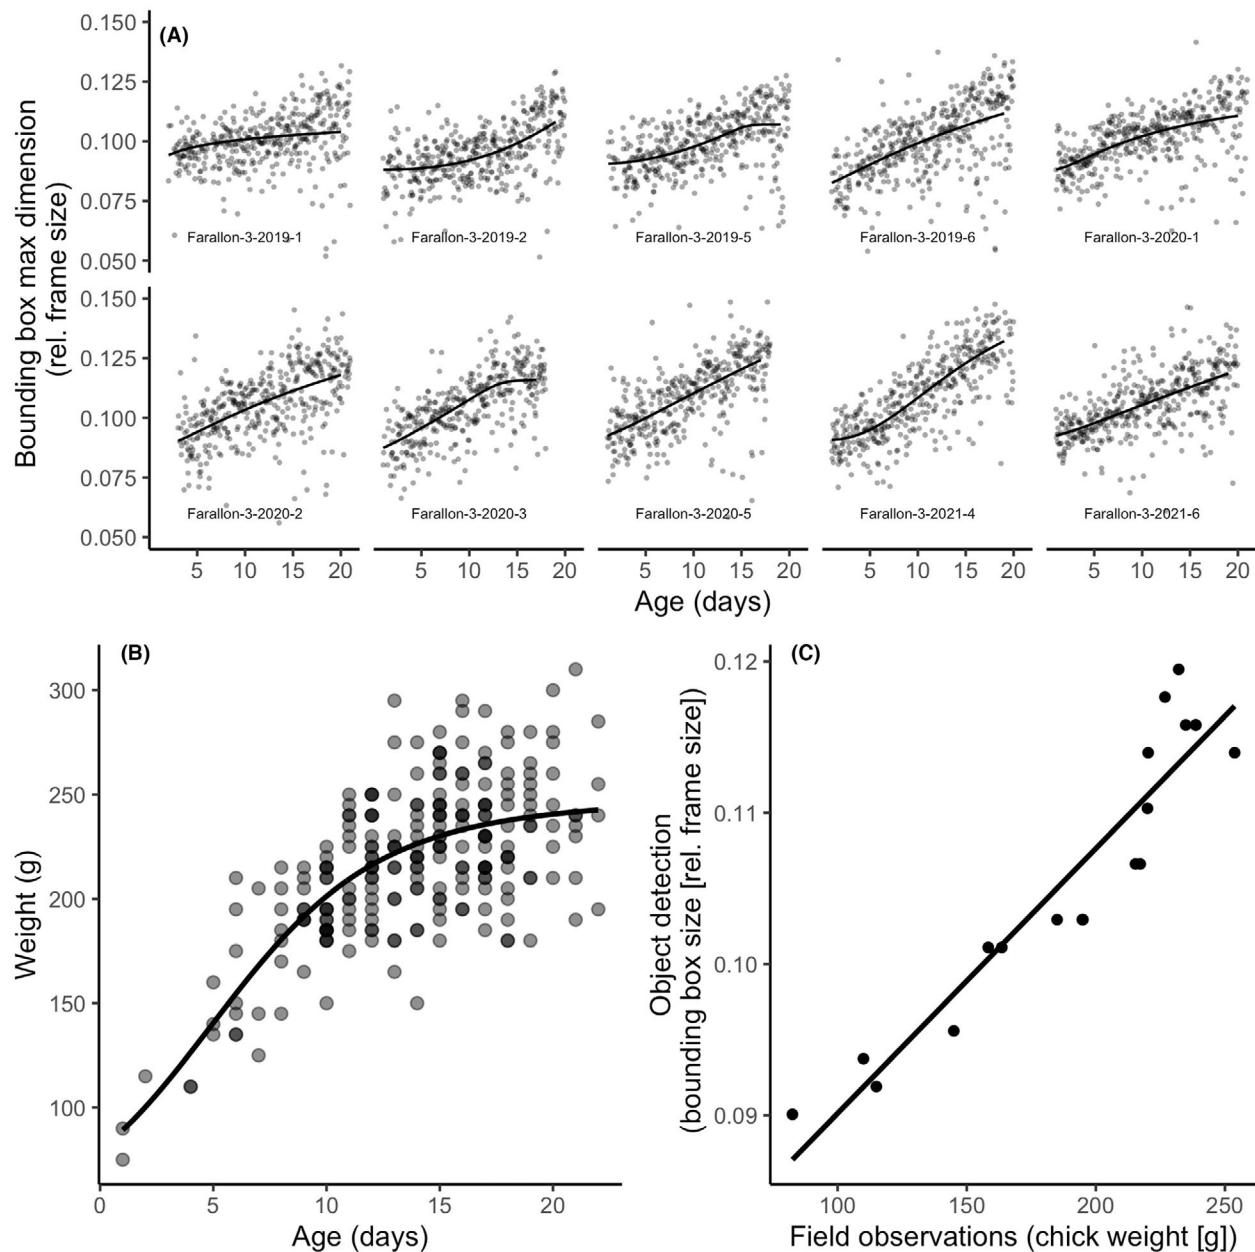 (A)
Bounding box max dimension
(rel. frame size)
0.150
0.125
0.100
0.075
0.050
Farallon-3-2019-1
Farallon-3-2019-2
Farallon-3-2019-5
Farallon-3-2019-6
Farallon-3-2020-1
0.150
0.125
0.100
0.075
0.050
Farallon-3-2020-2
Farallon-3-2020-3
Farallon-3-2020-5
Farallon-3-2021-4
Farallon-3-2021-6
5 10 15 20 5 10 15 20 5 10 15 20 5 10 15 20 5 10 15 20
Age (days)
(B)
Weight (g)
300
250
200
150
100
0 5 10 15 20
Age (days)
(C)
Object detection
(bounding box size [rel. frame size])
0.12
0.11
0.10
0.09
100 150 200 250
Field observations (chick weight [g])